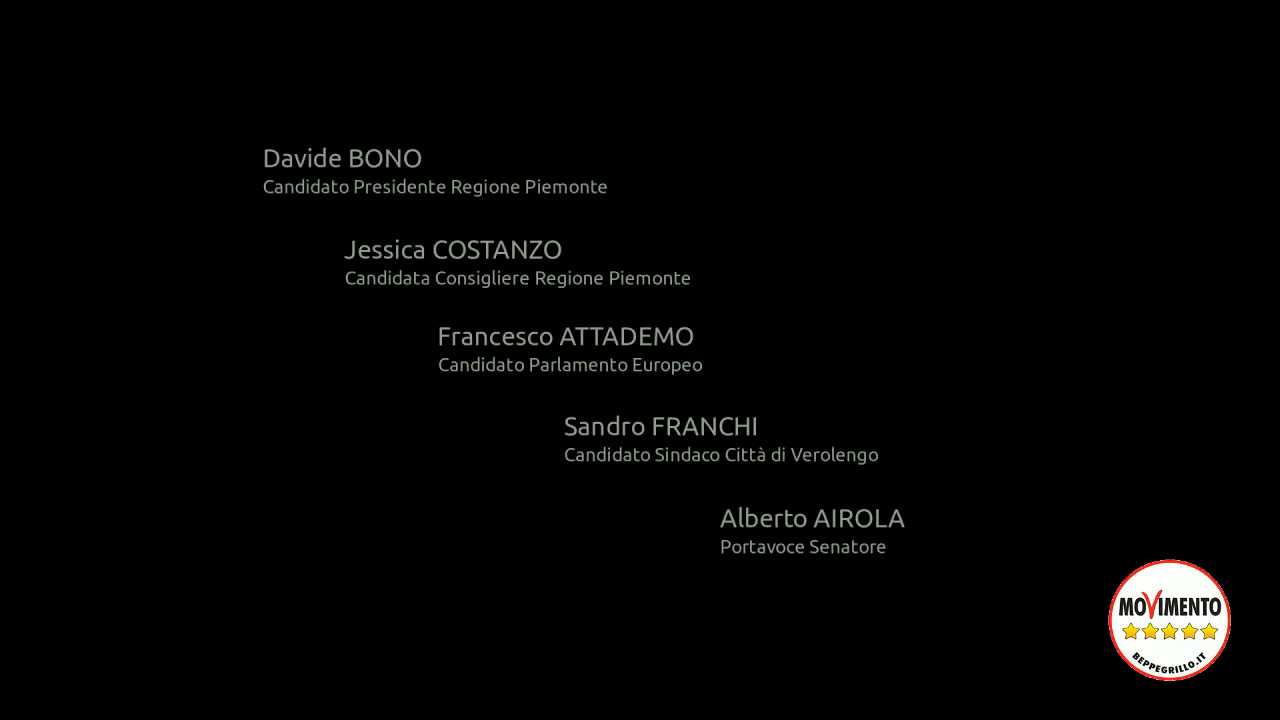 Davide BONO
Candidato Presidente Regione Piemonte
Jessica COSTANZO
Candidata Consigliere Regione Piemonte
Francesco ATTADEMO
Candidato Parlamento Europeo
Sandro FRANCHI
Candidato Sindaco Città di Verolengo
Alberto AIROLA
Portavoce Senatore
MOVIMENTO
BEPPEGRILLO.IT